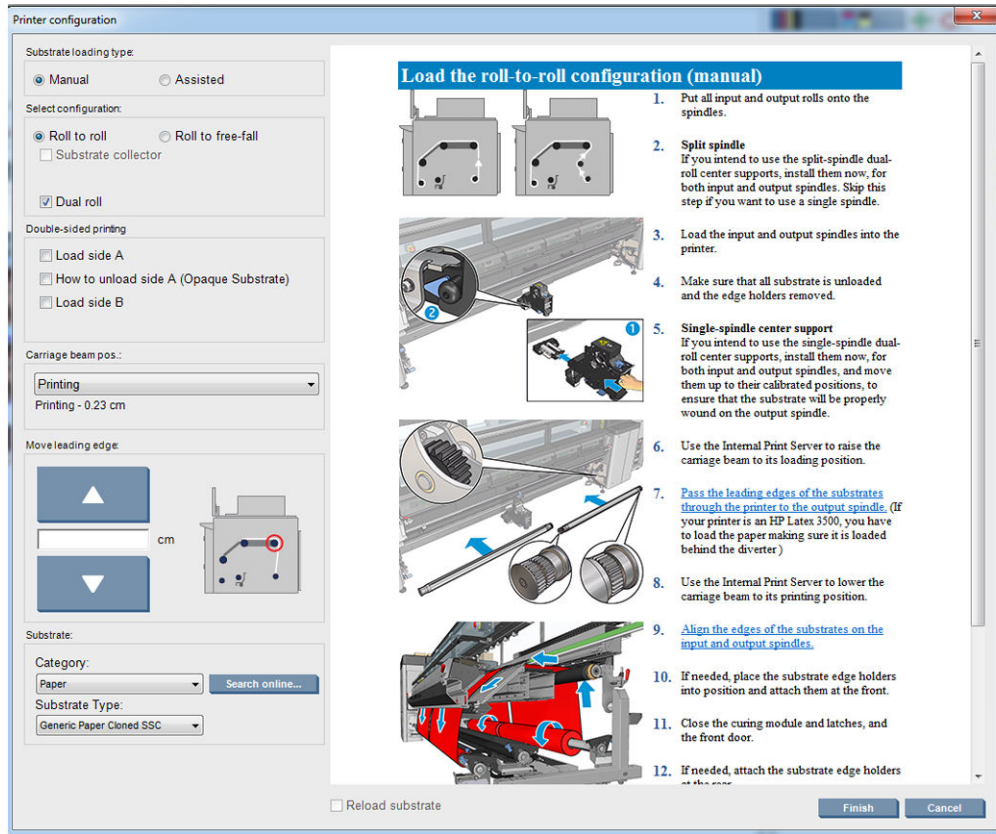 Printer configuration
Substrate loading type:
Manual
Assisted
Select configuration:
Roll to roll
Roll to free-fall
Substrate collector
Dual roll
Double-sided printing
Load side A
How to unload side A (Opaque Substrate)
Load side B
Carriage beam pos.:
Printing
Printing - 0.23 cm
Move leading edge:
cm
Substrate:
Category:
Paper
Search online...
Substrate Type:
Generic Paper Cloned SSC
Load the roll-to-roll configuration (manual)
1. Put all input and output rolls onto the
spindles.
2. Split spindle
If you intend to use the split-spindle dual-
roll center supports, install them now, for
both input and output spindles. Skip this
step if you want to use a single spindle.
3. Load the input and output spindles into the
printer.
4. Make sure that all substrate is unloaded
and the edge holders removed.
2
1
5. Single-spindle center support
If you intend to use the single-spindle dual-
roll center supports, install them now, for
both input and output spindles, and move
them up to their calibrated positions, to
ensure that the substrate will be properly
wound on the output spindle.
6. Use the Internal Print Server to raise the
carriage beam to its loading position.
7. Pass the leading edges of the substrates
through the printer to the output spindle. (If
your printer is an HP Latex 3500, you have
to load the paper making sure it is loaded
behind the diverter )
8. Use the Internal Print Server to lower the
carriage beam to its printing position.
9. Align the edges of the substrates on the
input and output spindles.
10. If needed, place the substrate edge holders
into position and attach them at the front.
11. Close the curing module and latches, and
the front door.
12. If needed, attach the substrate edge holders
at the rear.
Reload substrate
Finish
Cancel